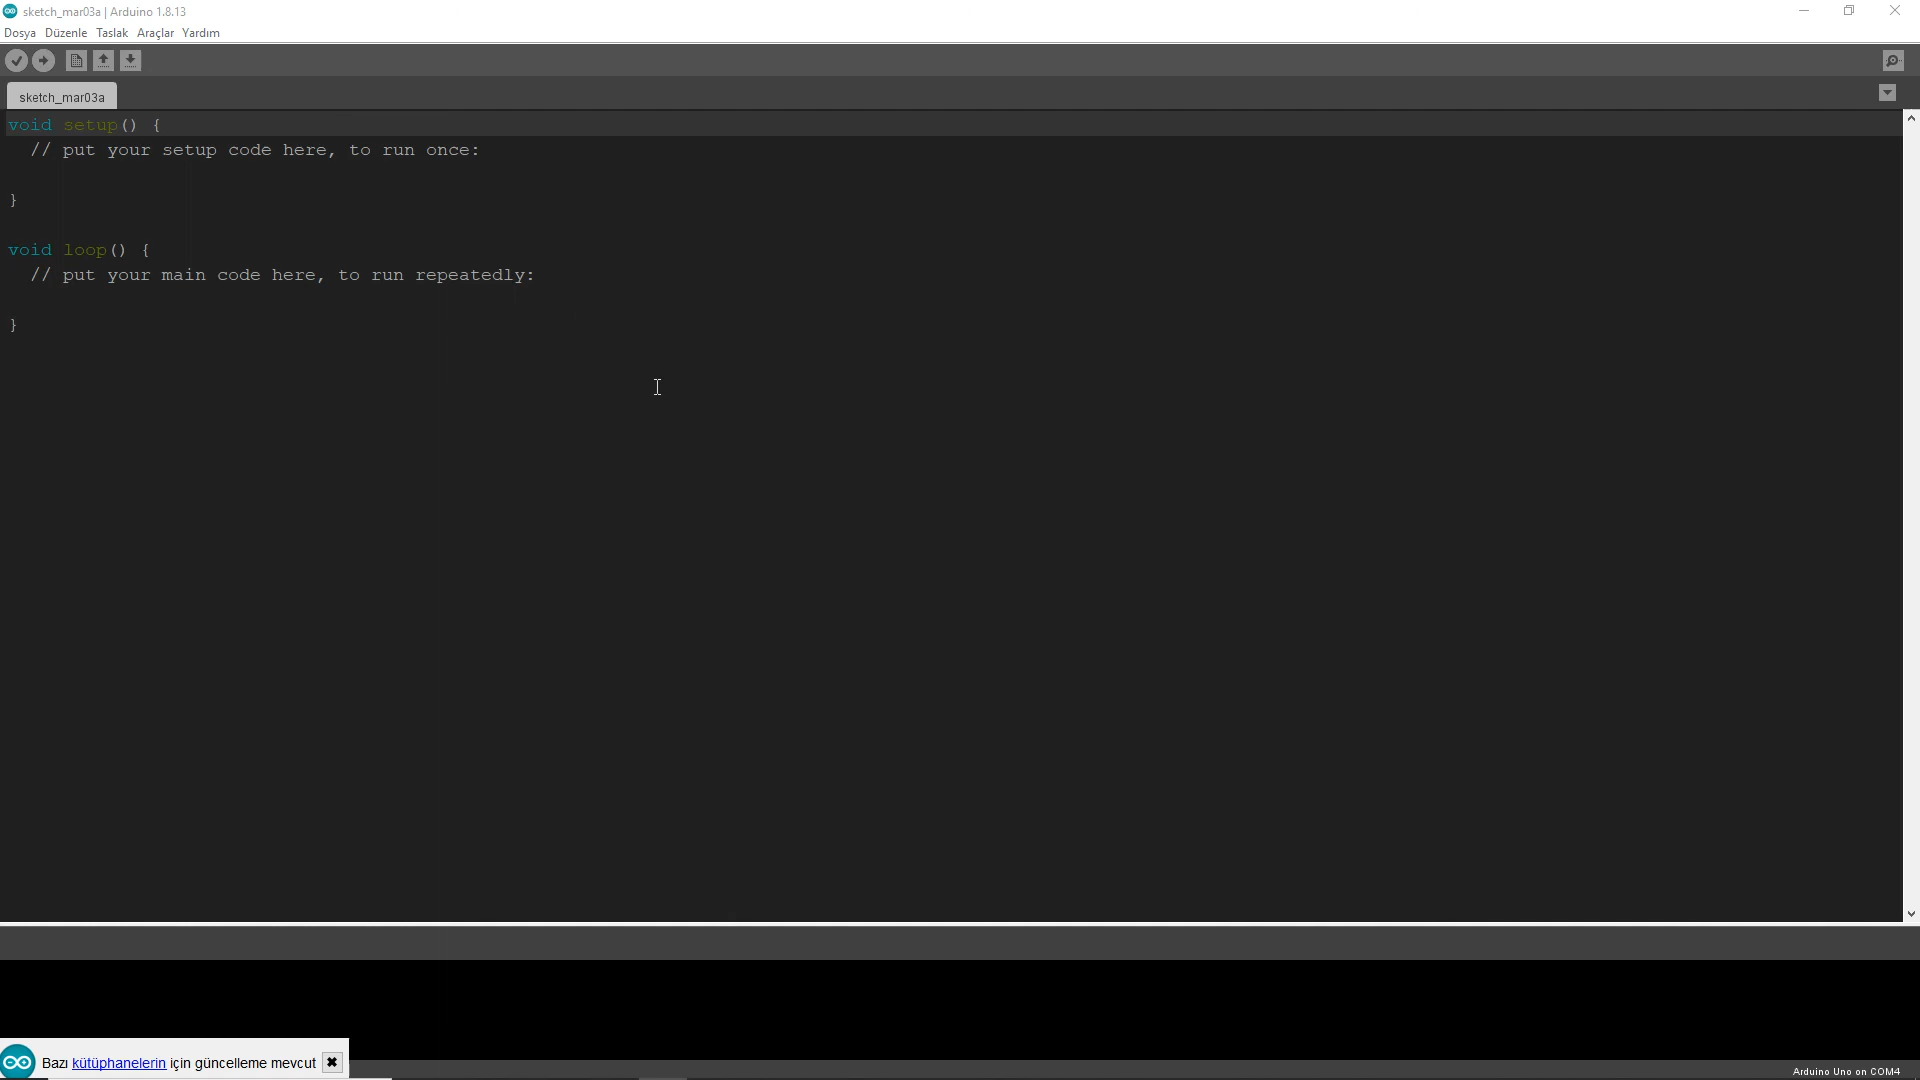 sketch_mar03a | Arduino 1.8.13
Dosya Düzenle Taslak Araçlar Yardım
sketch_mar03a
void setup() {
  // put your setup code here, to run once:
}
void loop() {
  // put your main code here, to run repeatedly:
}
Bazı kütüphanelerin için güncelleme mevcut
Arduino Uno on COM4